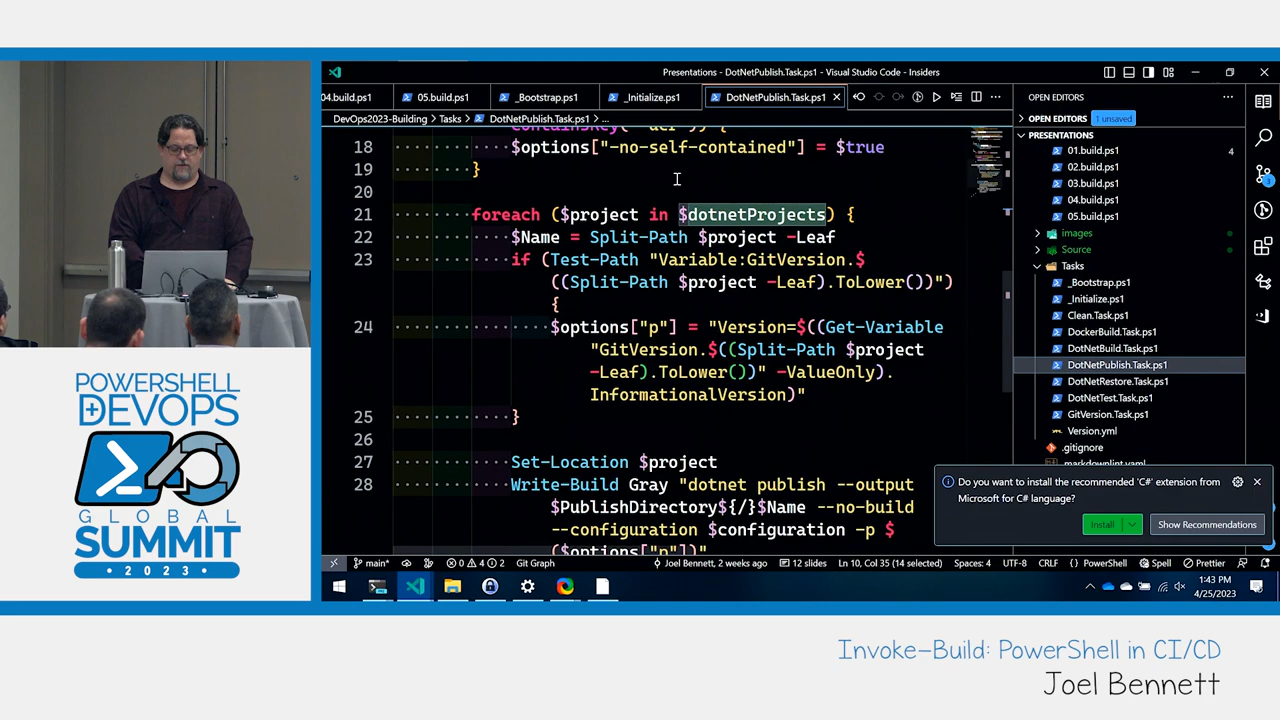 Presentations - DotNetPublish.Task.ps1 - Visual Studio Code - Insiders
04.build.ps1
05.build.ps1
_Bootstrap.ps1
_Initialize.ps1
DotNetPublish.Task.ps1
DevOps2023-Building > Tasks > DotNetPublish.Task.ps1 > ...
18 $options["-no-self-contained"] = $true
19 }
20
21 foreach ($project in $dotnetProjects) {
22 $Name = Split-Path $project -Leaf
23 if (Test-Path "Variable:GitVersion.$
((Split-Path $project -Leaf).ToLower())")
{
24 $options["p"] = "Version=$((Get-Variable
"GitVersion.$((Split-Path $project
-Leaf).ToLower())" -ValueOnly).
InformationalVersion)"
25 }
26
27 Set-Location $project
28 Write-Build Gray "dotnet publish --output
$PublishDirectory${/}$Name --no-build
--configuration $configuration -p $
($options["p"])"
OPEN EDITORS
OPEN EDITORS 1 unsaved
PRESENTATIONS
01.build.ps1 4
02.build.ps1
03.build.ps1
04.build.ps1
05.build.ps1
images
Source
Tasks
_Bootstrap.ps1
_Initialize.ps1
Clean.Task.ps1
DockerBuild.Task.ps1
DotNetBuild.Task.ps1
DotNetPublish.Task.ps1
DotNetRestore.Task.ps1
DotNetTest.Task.ps1
GitVersion.Task.ps1
Version.yml
.gitignore
.markdownlint.yaml
Do you want to install the recommended 'C#' extension from
Microsoft for C# language?
Install
Show Recommendations
main* 0 4 2 Git Graph Joel Bennett, 2 weeks ago 12 slides Ln 10, Col 35 (14 selected) Spaces: 4 UTF-8 CRLF {} PowerShell Spell Prettier
1:43 PM
4/25/2023
POWERSHELL
+DEVOPS
GLOBAL
SUMMIT
2023
Invoke-Build: PowerShell in CI/CD
Joel Bennett